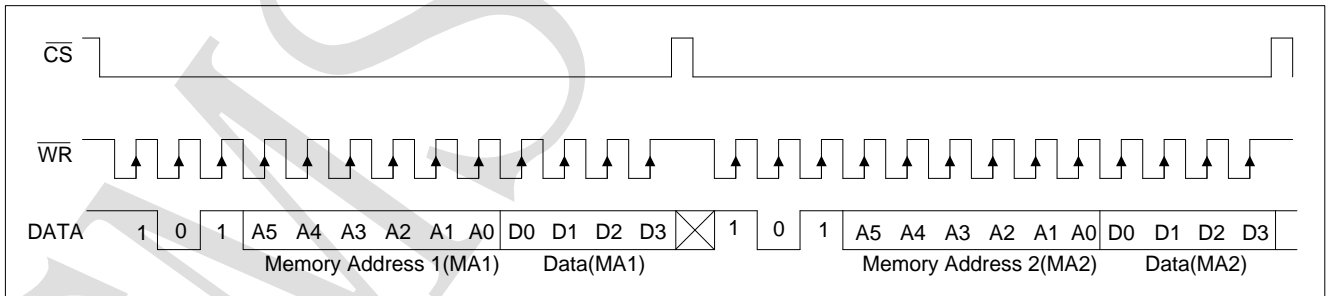 CS
WR
DATA 1 0 1 A5 A4 A3 A2 A1 A0 D0 D1 D2 D3 1 0 1 A5 A4 A3 A2 A1 A0 D0 D1 D2 D3
Memory Address 1(MA1) Data(MA1) Memory Address 2(MA2) Data(MA2)